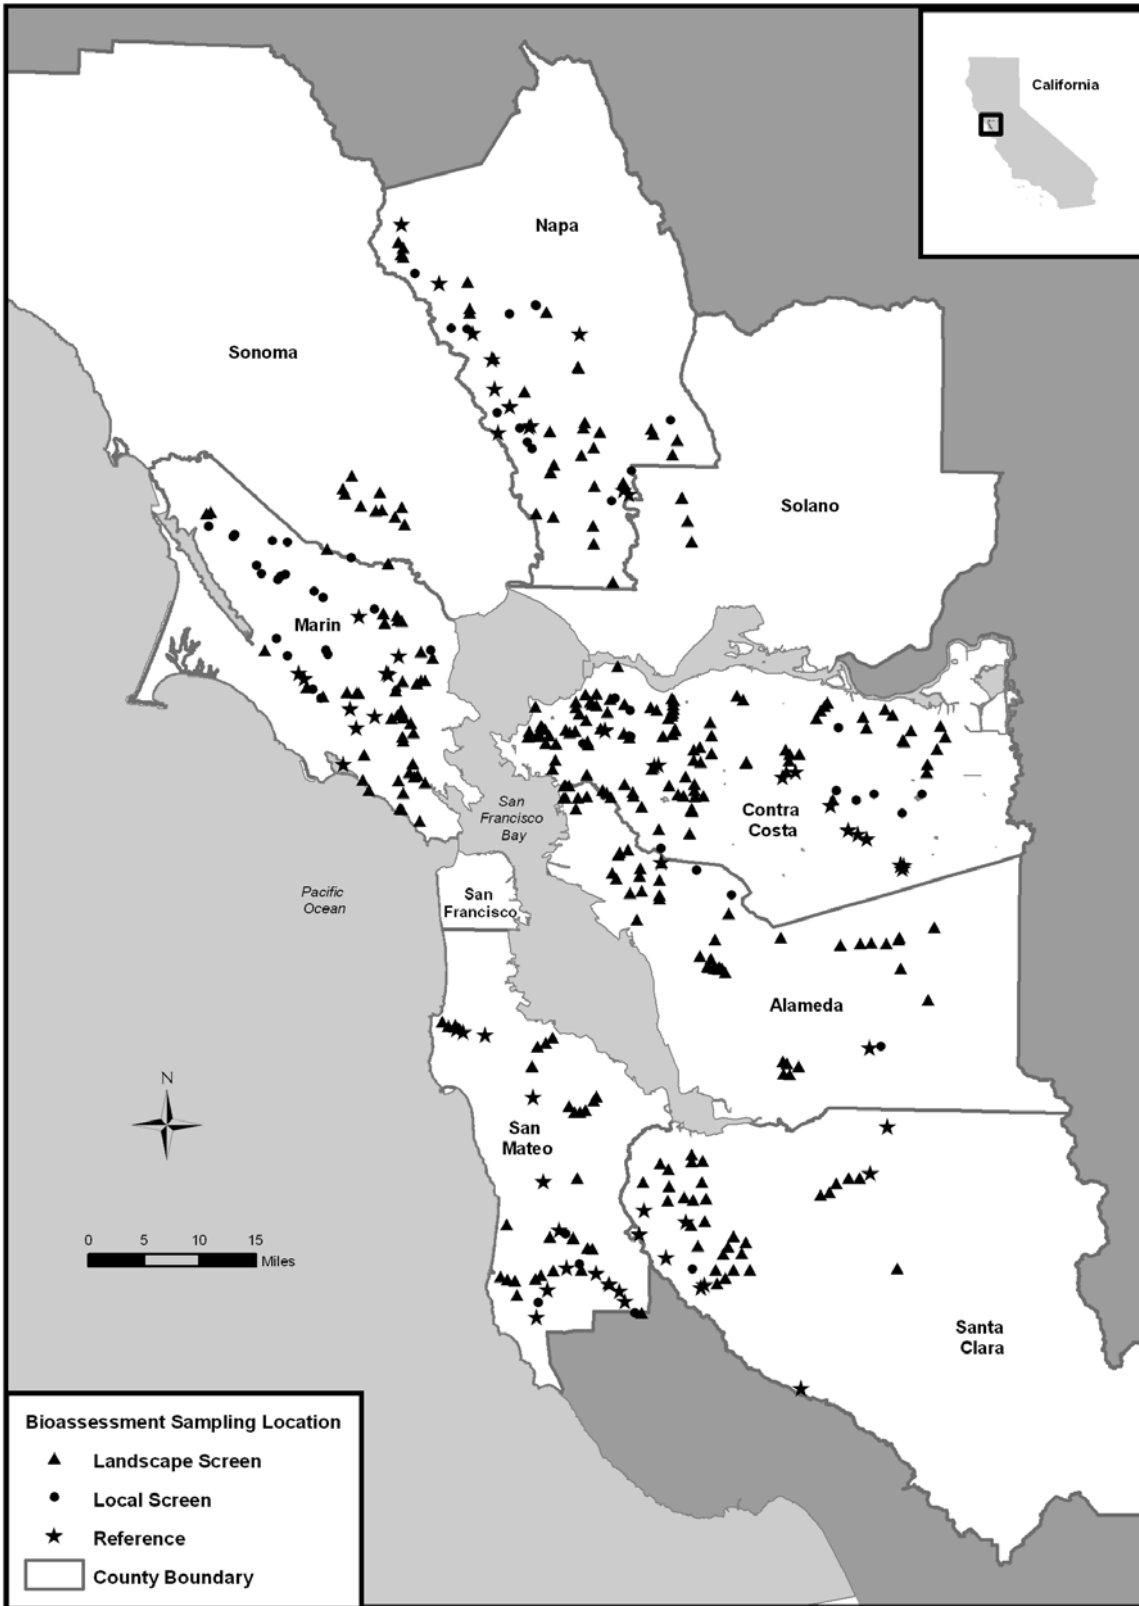 California
Napa
Sonoma
Solano
Marin
San
Francisco
Bay
Contra
Costa
Pacific
Ocean
San
Francisco
Alameda
N
San
Mateo
0 5 10 15
Miles
Santa
Clara
Bioassessment Sampling Location
Landscape Screen
Local Screen
Reference
County Boundary